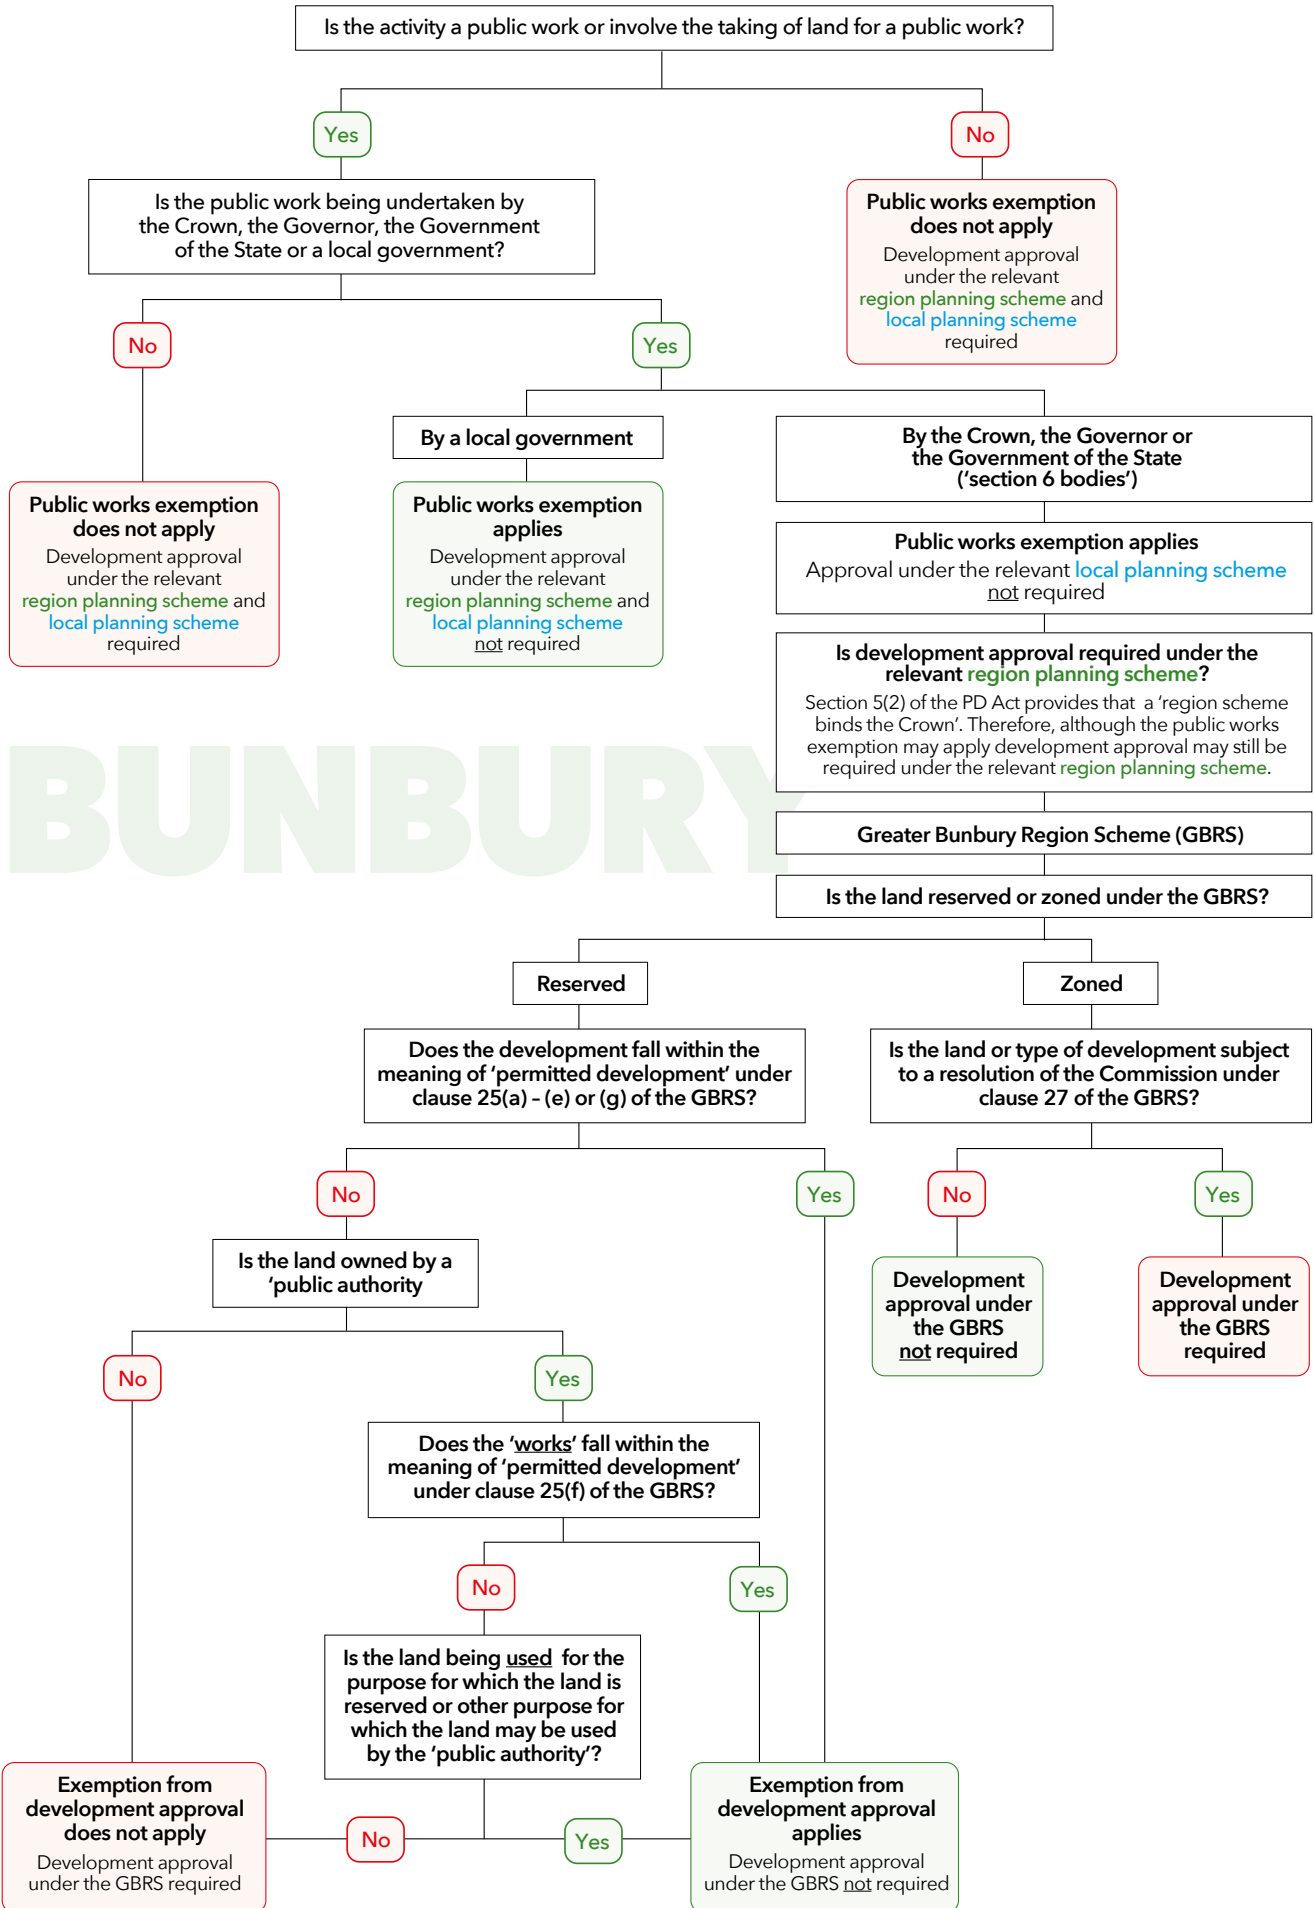 Is the activity a public work or involve the taking of land for a public work?
Yes
No
Is the public work being undertaken by
the Crown, the Governor, the Government
of the State or a local government?
Public works exemption
does not apply
Development approval
under the relevant
region planning scheme and
local planning scheme
required
No
Yes
By a local government
By the Crown, the Governor or
the Government of the State
('section 6 bodies')
Public works exemption
does not apply
Development approval
under the relevant
region planning scheme and
local planning scheme
required
Public works exemption
applies
Development approval
under the relevant
region planning scheme and
local planning scheme
not required
Public works exemption applies
Approval under the relevant local planning scheme
not required
Is development approval required under the
relevant region planning scheme?
Section 5(2) of the PD Act provides that a 'region scheme
binds the Crown'. Therefore, although the public works
exemption may apply development approval may still be
required under the relevant region planning scheme.
BUNBURY
Greater Bunbury Region Scheme (GBRS)
Is the land reserved or zoned under the GBRS?
Reserved
Zoned
Does the development fall within the
meaning of 'permitted development' under
clause 25(a) – (e) or (g) of the GBRS?
Is the land or type of development subject
to a resolution of the Commission under
clause 27 of the GBRS?
No
Yes
No
Yes
Is the land owned by a
'public authority
Development
approval under
the GBRS
not required
Development
approval under
the GBRS
required
No
Yes
Does the 'works' fall within the
meaning of 'permitted development'
under clause 25(f) of the GBRS?
No
Yes
Is the land being used for the
purpose for which the land is
reserved or other purpose for
which the land may be used
by the 'public authority'?
Exemption from
development approval
does not apply
Development approval
under the GBRS required
No
Yes
Exemption from
development approval
applies
Development approval
under the GBRS not required